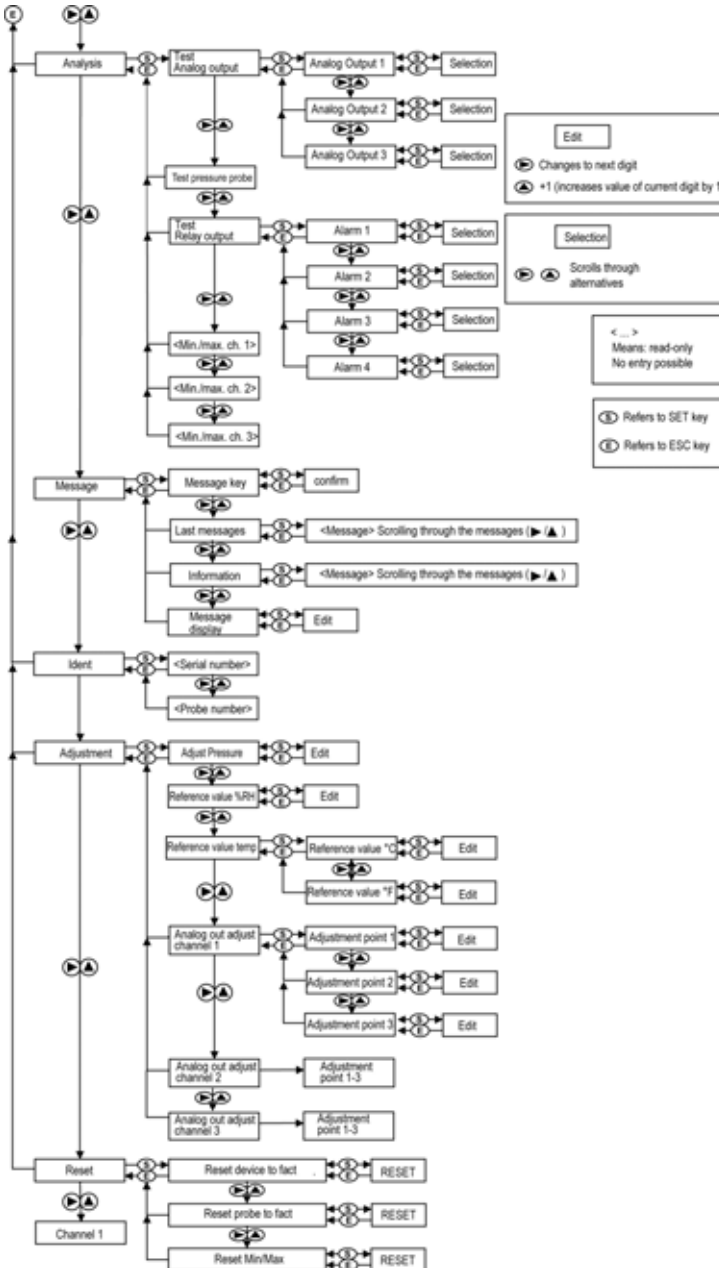 E
Analysis
S
E
Test
Analog output
S
E
Analog Output 1
S
E
Selection
Analog Output 2
S
E
Selection
Analog Output 3
S
E
Selection
Test pressure probe
Test
Relay output
S
E
Alarm 1
S
E
Selection
Alarm 2
S
E
Selection
Alarm 3
S
E
Selection
Alarm 4
S
E
Selection
<Min./max. ch. 1>
<Min./max. ch. 2>
<Min./max. ch. 3>
Edit
Changes to next digit
+1 (increases value of current digit by 1
Selection
Scrolls through
alternatives
< ... >
Means: read-only
No entry possible
S Refers to SET key
E Refers to ESC key
Message
S
E
Message key
S
E
confirm
Last messages
S
E
<Message> Scrolling through the messages (▶/▲)
Information
S
E
<Message> Scrolling through the messages (▶/▲)
Message
display
S
E
Edit
Ident
S
E
<Serial number>
<Probe number>
Adjustment
S
E
Adjust Pressure
S
E
Edit
Reference value %RH
S
E
Edit
Reference value temp
S
E
Reference value °C
S
E
Edit
Reference value °F
S
E
Edit
Analog out adjust
channel 1
S
E
Adjustment point 1
S
E
Edit
Adjustment point 2
S
E
Edit
Adjustment point 3
S
E
Edit
Analog out adjust
channel 2
Adjustment
point 1-3
Analog out adjust
channel 3
Adjustment
point 1-3
Reset
S
E
Reset device to fact .
S
E
RESET
Reset probe to fact
S
E
RESET
Reset Min/Max
S
E
RESET
Channel 1